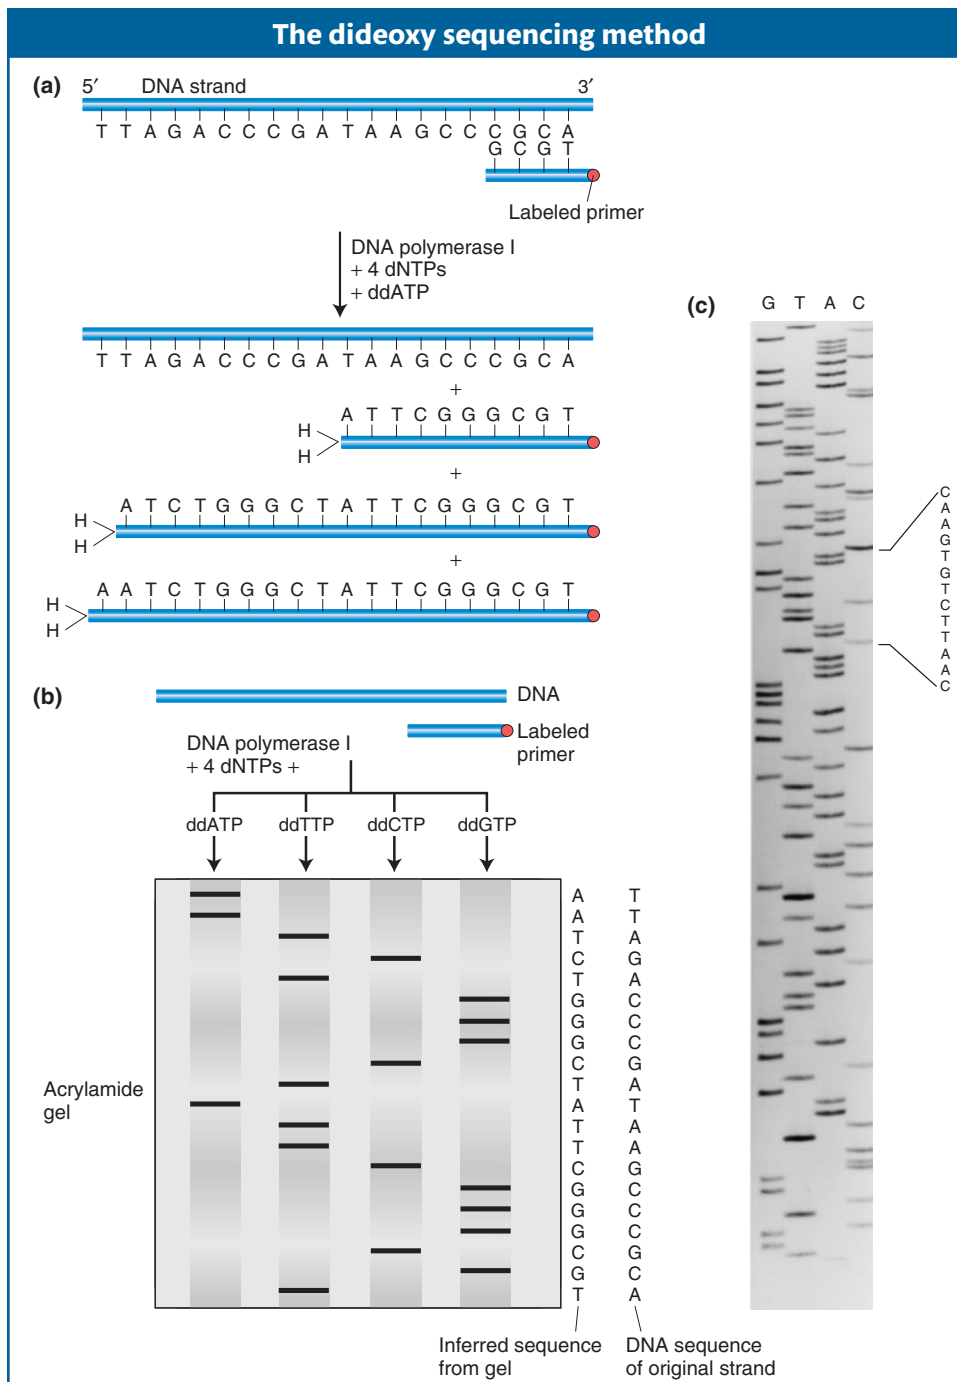 The dideoxy sequencing method
(a)
5′ DNA strand 3′
T T A G A C C C G A T A A G C C C G C A
G C G T
Labeled primer
DNA polymerase I
+ 4 dNTPs
+ ddATP
T T A G A C C C G A T A A G C C C G C A
+
A T T C G G G C G T
H
H
+
A T C T G G G C T A T T C G G G C G T
H
H
+
A A T C T G G G C T A T T C G G G C G T
H
H
(b)
DNA
Labeled
primer
DNA polymerase I
+ 4 dNTPs +
ddATP ddTTP ddCTP ddGTP
Acrylamide
gel
A T
A T
T A
C G
T A
G C
G C
G C
C G
T A
A T
T A
T A
C G
G C
G C
G C
C G
G C
T A
Inferred sequence
from gel
DNA sequence
of original strand
(c)
G T A C
C
A
A
G
T
G
T
C
T
T
A
A
C